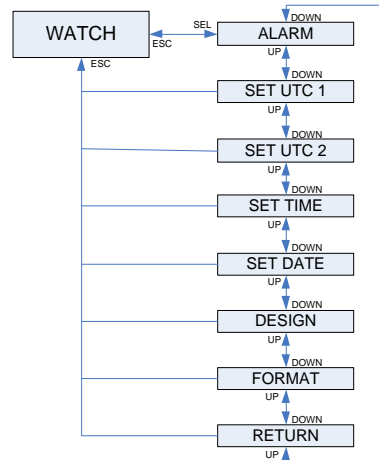 DOWN
WATCH
SEL
ESC
ALARM
ESC
UP
DOWN
SET UTC 1
UP
DOWN
SET UTC 2
UP
DOWN
SET TIME
UP
DOWN
SET DATE
UP
DOWN
DESIGN
UP
DOWN
FORMAT
UP
DOWN
RETURN
UP